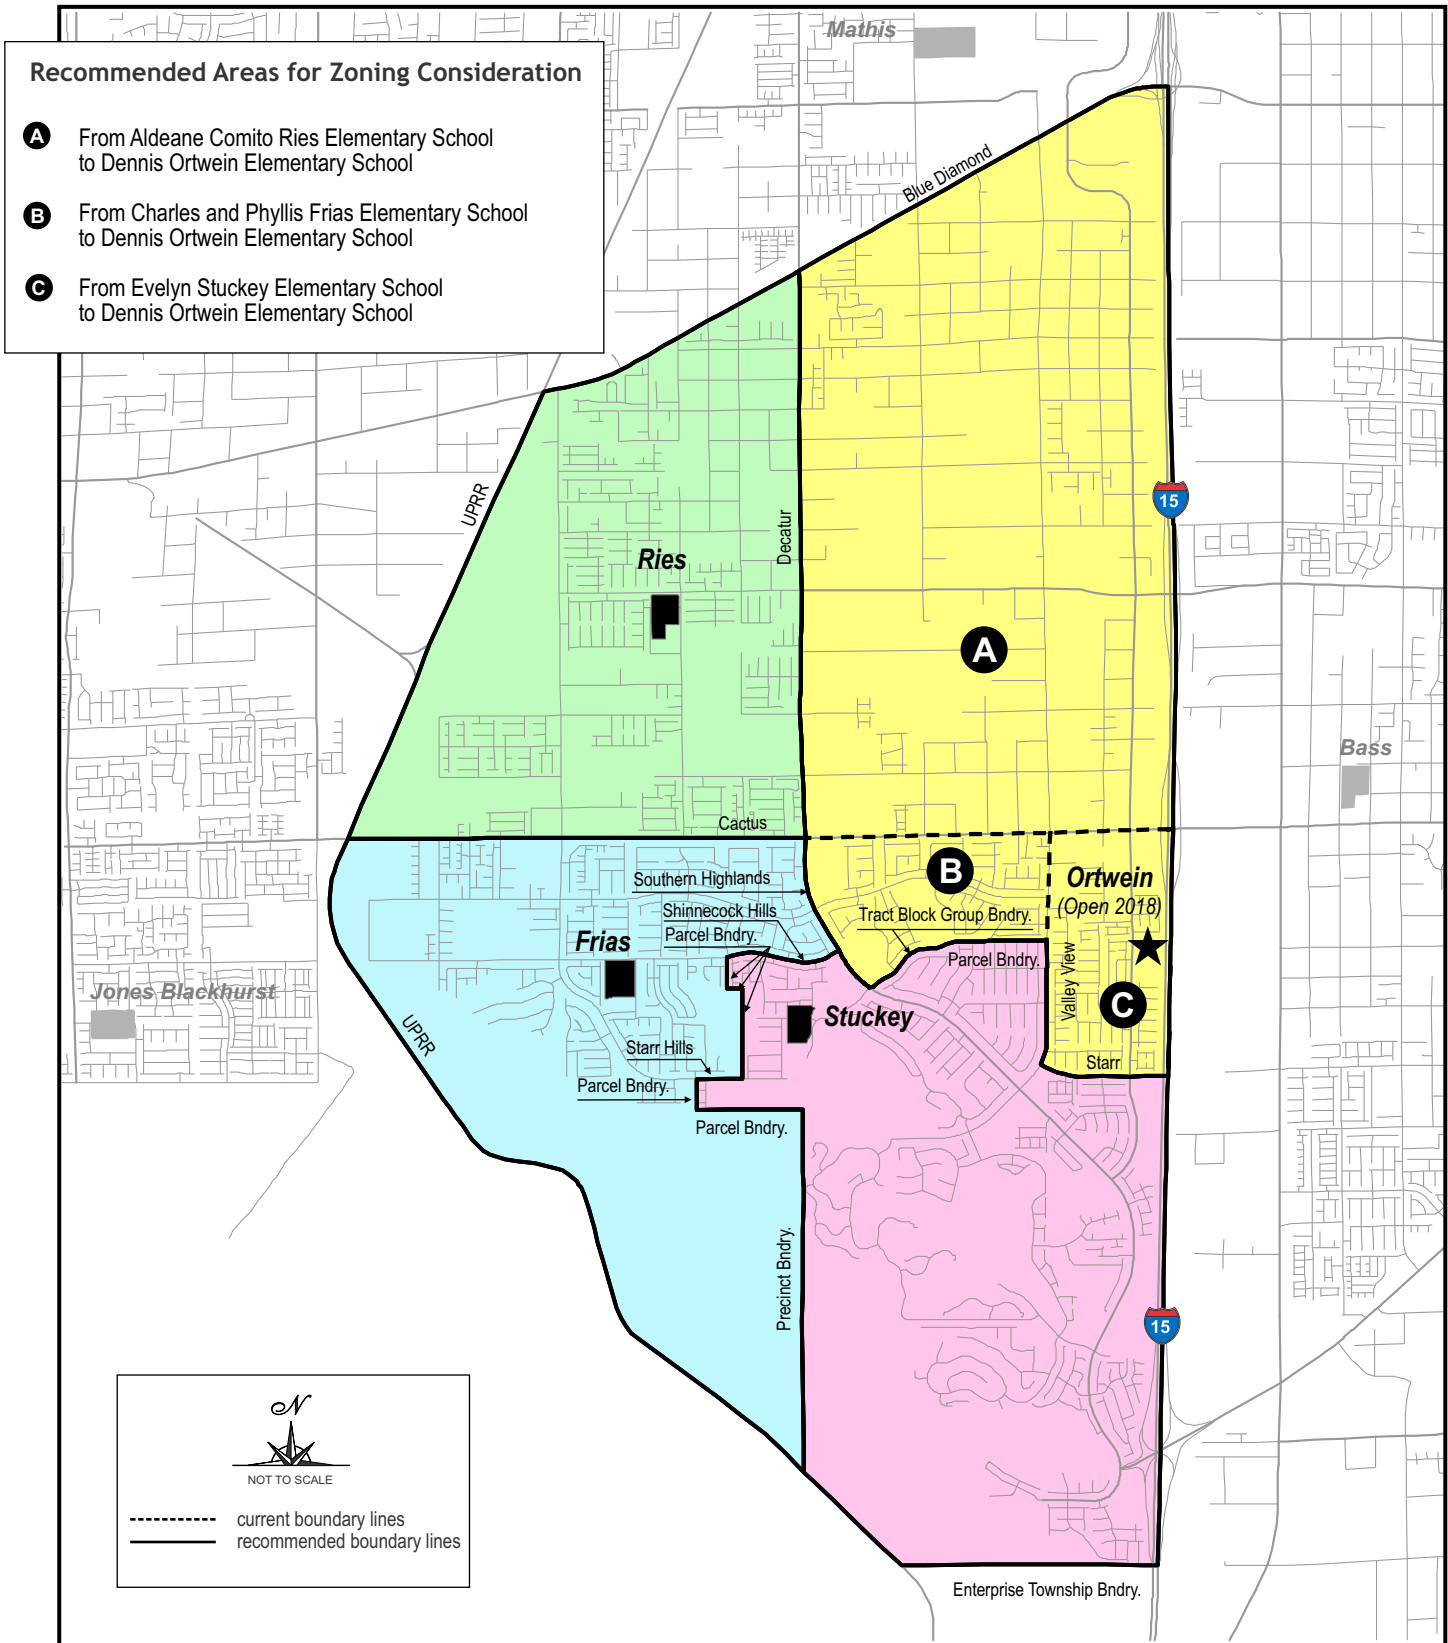 Mathis
Recommended Areas for Zoning Consideration
A From Aldeane Comito Ries Elementary School
to Dennis Ortwein Elementary School
B From Charles and Phyllis Frias Elementary School
to Dennis Ortwein Elementary School
C From Evelyn Stuckey Elementary School
to Dennis Ortwein Elementary School
Blue Diamond
UPRR
15
Decatur
Ries
A
Bass
Cactus
B
Ortwein
(Open 2018)
Southern Highlands
Shinnecock Hills
Tract Block Group Bndry.
Parcel Bndry.
Frias
Parcel Bndry.
Valley View
Jones Blackhurst
C
Stuckey
UPRR
Starr Hills
Starr
Parcel Bndry.
Parcel Bndry.
Precinct Bndry.
15
N
NOT TO SCALE
current boundary lines
recommended boundary lines
Enterprise Township Bndry.